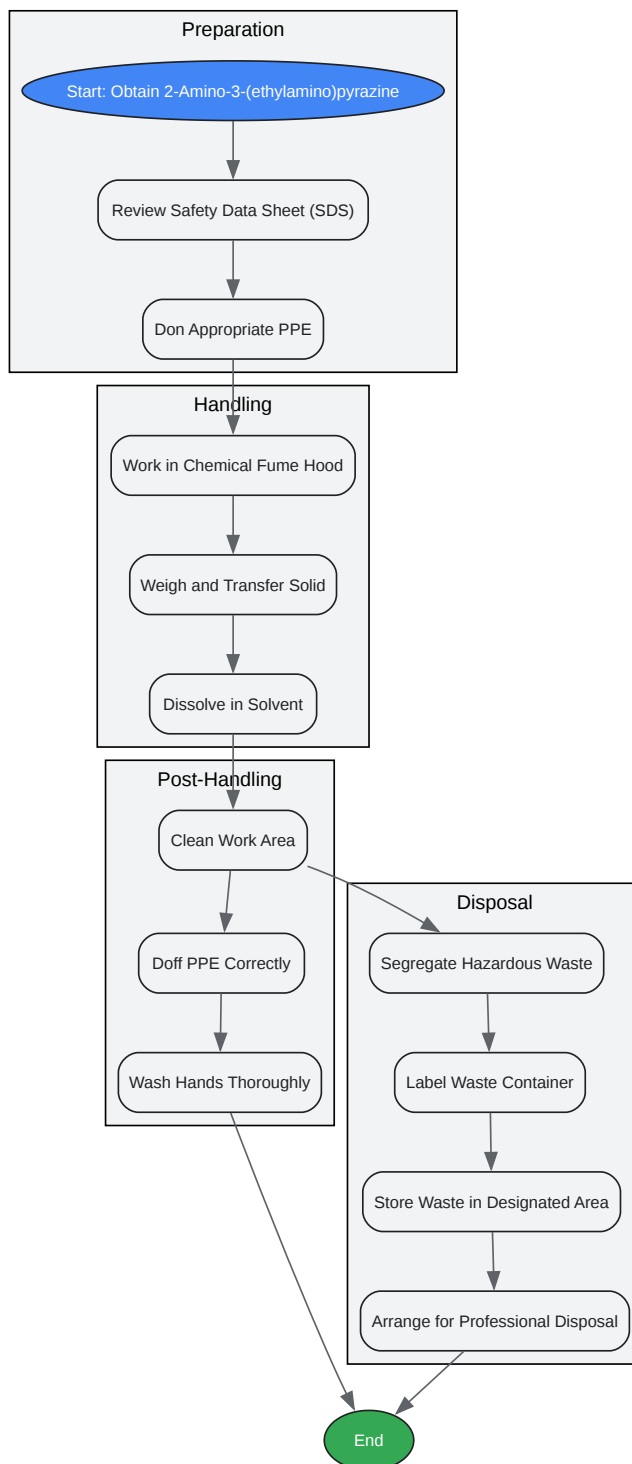 Preparation
Start: Obtain 2-Amino-3-(ethylamino)pyrazine
Review Safety Data Sheet (SDS)
Don Appropriate PPE
Handling
Work in Chemical Fume Hood
Weigh and Transfer Solid
Dissolve in Solvent
Post-Handling
Clean Work Area
Doff PPE Correctly
Wash Hands Thoroughly
Disposal
Segregate Hazardous Waste
Label Waste Container
Store Waste in Designated Area
Arrange for Professional Disposal
End